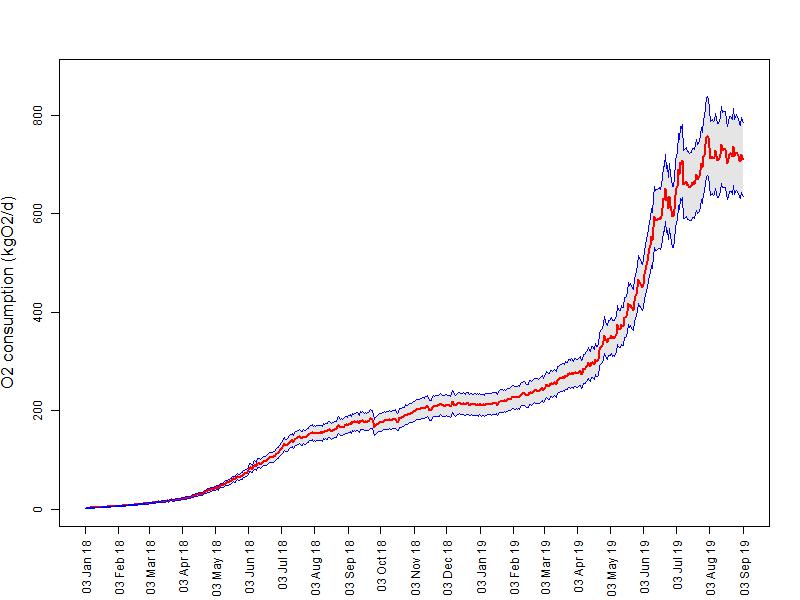 O2 consumption (kgO2/d)
800
600
400
200
0
03 Jan 18
03 Feb 18
03 Mar 18
03 Apr 18
03 May 18
03 Jun 18
03 Jul 18
03 Aug 18
03 Sep 18
03 Oct 18
03 Nov 18
03 Dec 18
03 Jan 19
03 Feb 19
03 Mar 19
03 Apr 19
03 May 19
03 Jun 19
03 Jul 19
03 Aug 19
03 Sep 19